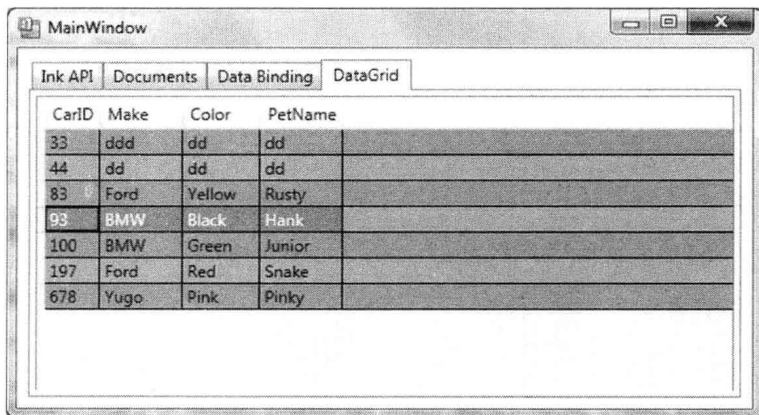 MainWindow
Ink API Documents Data Binding DataGrid
CarID Make Color PetName
33 ddd dd dd
44 dd dd dd
83 Ford Yellow Rusty
93 BMW Black Hank
100 BMW Green Junior
197 Ford Red Snake
678 Yugo Pink Pinky